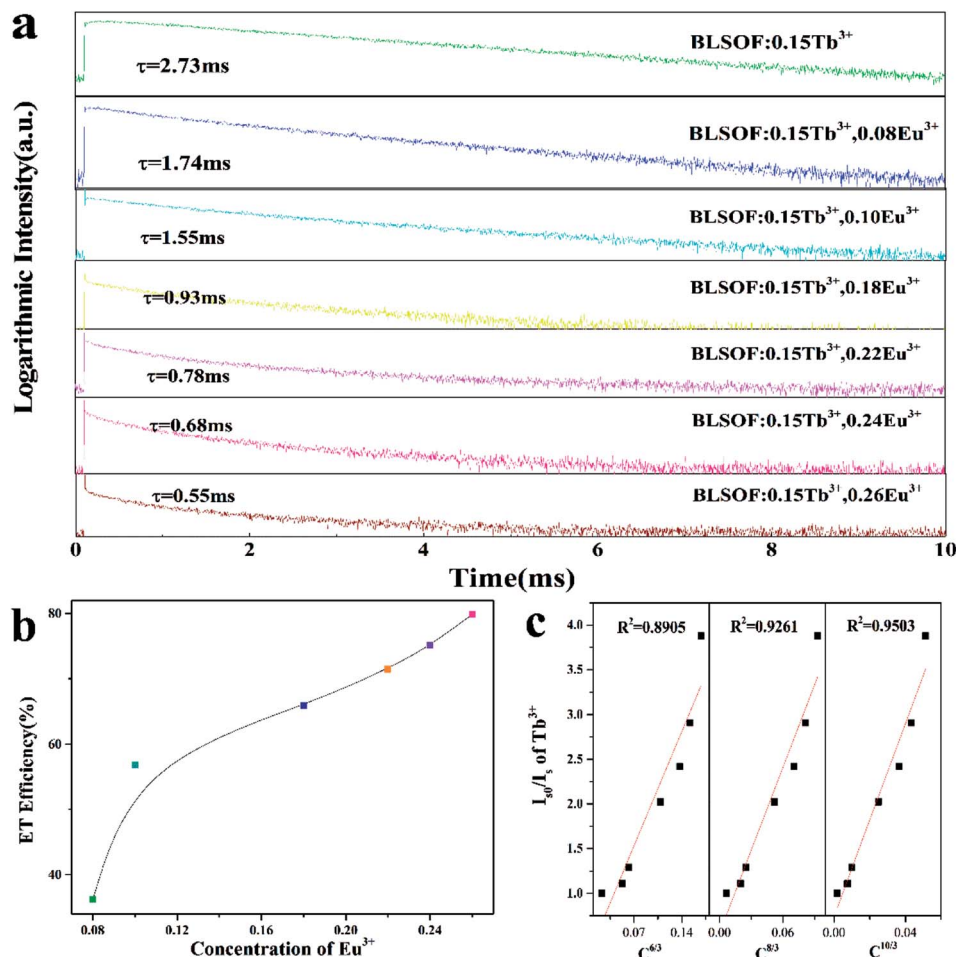 a
Logarithmic Intensity(a.u.)
BLSOF:0.15Tb³⁺
τ=2.73ms
BLSOF:0.15Tb³⁺,0.08Eu³⁺
τ=1.74ms
BLSOF:0.15Tb³⁺,0.10Eu³⁺
τ=1.55ms
BLSOF:0.15Tb³⁺,0.18Eu³⁺
τ=0.93ms
BLSOF:0.15Tb³⁺,0.22Eu³⁺
τ=0.78ms
BLSOF:0.15Tb³⁺,0.24Eu³⁺
τ=0.68ms
BLSOF:0.15Tb³⁺,0.26Eu³⁺
τ=0.55ms
0 2 4 6 8 10
Time(ms)
b
ET Efficiency(%)
80
60
40
0.08 0.12 0.16 0.20 0.24
Concentration of Eu³⁺
c
Iₛ₀/Iₛ of Tb³⁺
4.0
3.5
3.0
2.5
2.0
1.5
1.0
R²=0.8905 R²=0.9261 R²=0.9503
0.07 0.14 0.00 0.06 0.00 0.04
C⁶ᐟ³ C⁸ᐟ³ C¹⁰ᐟ³